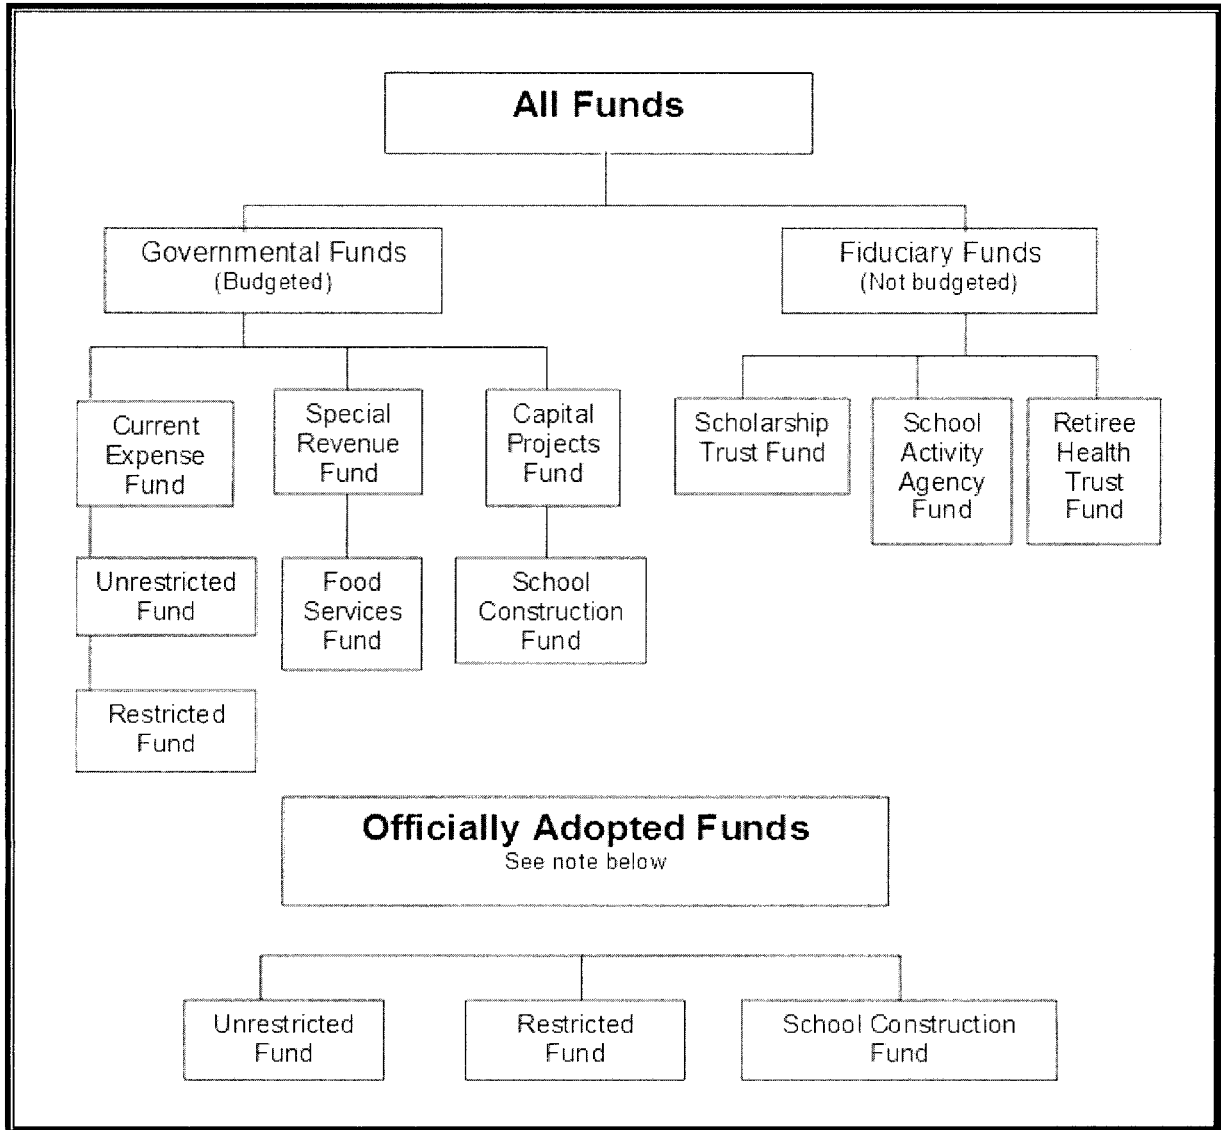 All Funds
Governmental Funds
(Budgeted)
Fiduciary Funds
(Not budgeted)
Current
Expense
Fund
Special
Revenue
Fund
Capital
Projects
Fund
Scholarship
Trust Fund
School
Activity
Agency
Fund
Retiree
Health
Trust
Fund
Unrestricted
Fund
Food
Services
Fund
School
Construction
Fund
Restricted
Fund
Officially Adopted Funds
See note below
Unrestricted
Fund
Restricted
Fund
School Construction
Fund